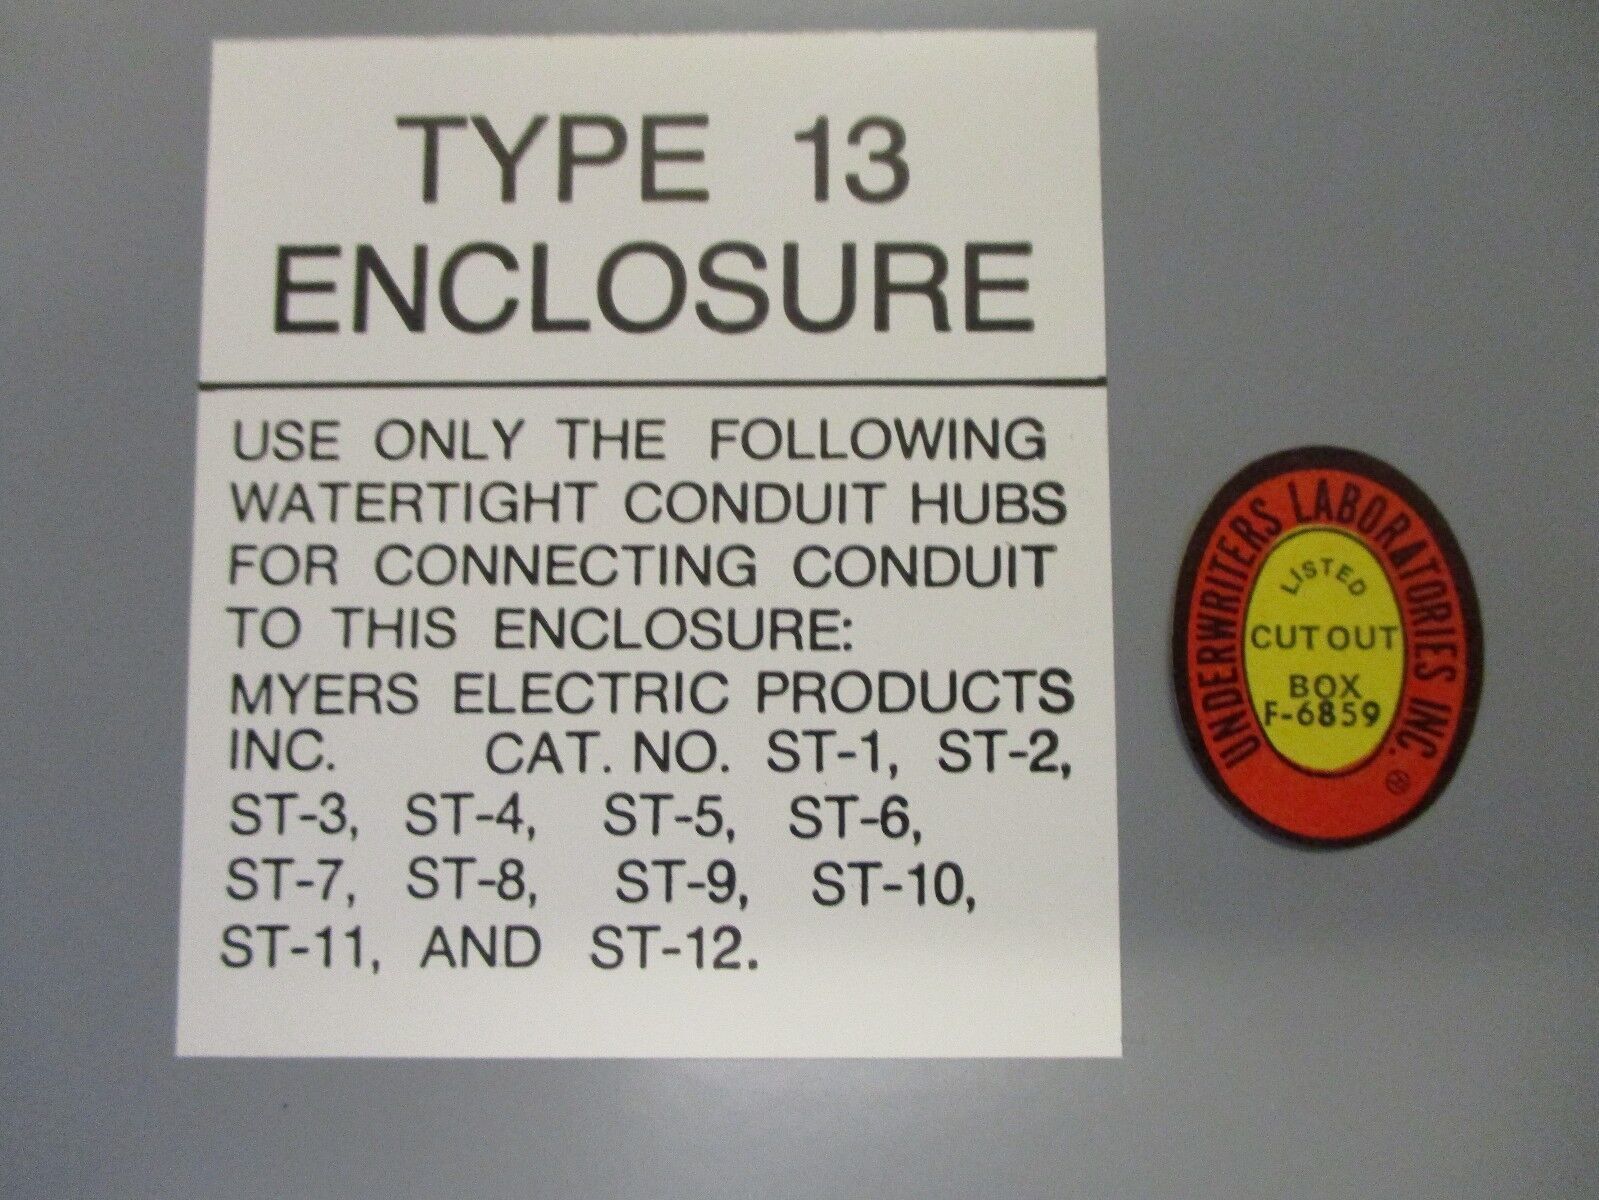 TYPE 13
ENCLOSURE
USE ONLY THE FOLLOWING
WATERTIGHT CONDUIT HUBS
FOR CONNECTING CONDUIT
TO THIS ENCLOSURE:
MYERS ELECTRIC PRODUCTS
INC. CAT. NO. ST-1, ST-2,
ST-3, ST-4, ST-5, ST-6,
ST-7, ST-8, ST-9, ST-10,
ST-11, AND ST-12.
UNDERWRITERS LABORATORIES INC.®
LISTED
CUT OUT
BOX
F-6859